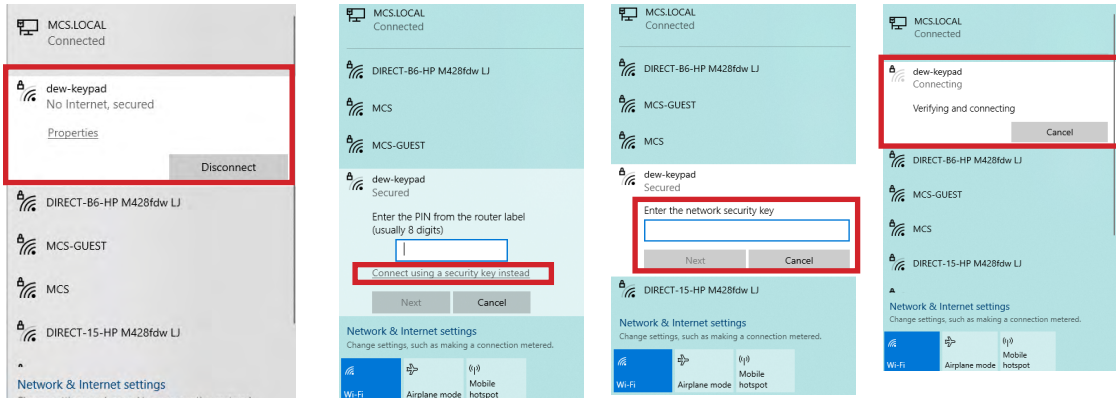 MCS.LOCAL
Connected
dew-keypad
No Internet, secured
Properties
Disconnect
DIRECT-B6-HP M428fdw LJ
MCS-GUEST
MCS
DIRECT-15-HP M428fdw LJ
Network & Internet settings
MCS.LOCAL
Connected
DIRECT-B6-HP M428fdw LJ
MCS
MCS-GUEST
dew-keypad
Secured
Enter the PIN from the router label
(usually 8 digits)
Connect using a security key instead
Next Cancel
Network & Internet settings
Change settings, such as making a connection metered.
Wi-Fi Airplane mode Mobile
hotspot
MCS.LOCAL
Connected
DIRECT-B6-HP M428fdw LJ
MCS-GUEST
MCS
dew-keypad
Secured
Enter the network security key
Next Cancel
DIRECT-15-HP M428fdw LJ
Network & Internet settings
Change settings, such as making a connection metered.
Wi-Fi Airplane mode Mobile
hotspot
MCS.LOCAL
Connected
dew-keypad
Connecting
Verifying and connecting
Cancel
DIRECT-B6-HP M428fdw LJ
MCS-GUEST
MCS
DIRECT-15-HP M428fdw LJ
Network & Internet settings
Change settings, such as making a connection metered.
Wi-Fi Airplane mode Mobile
hotspot